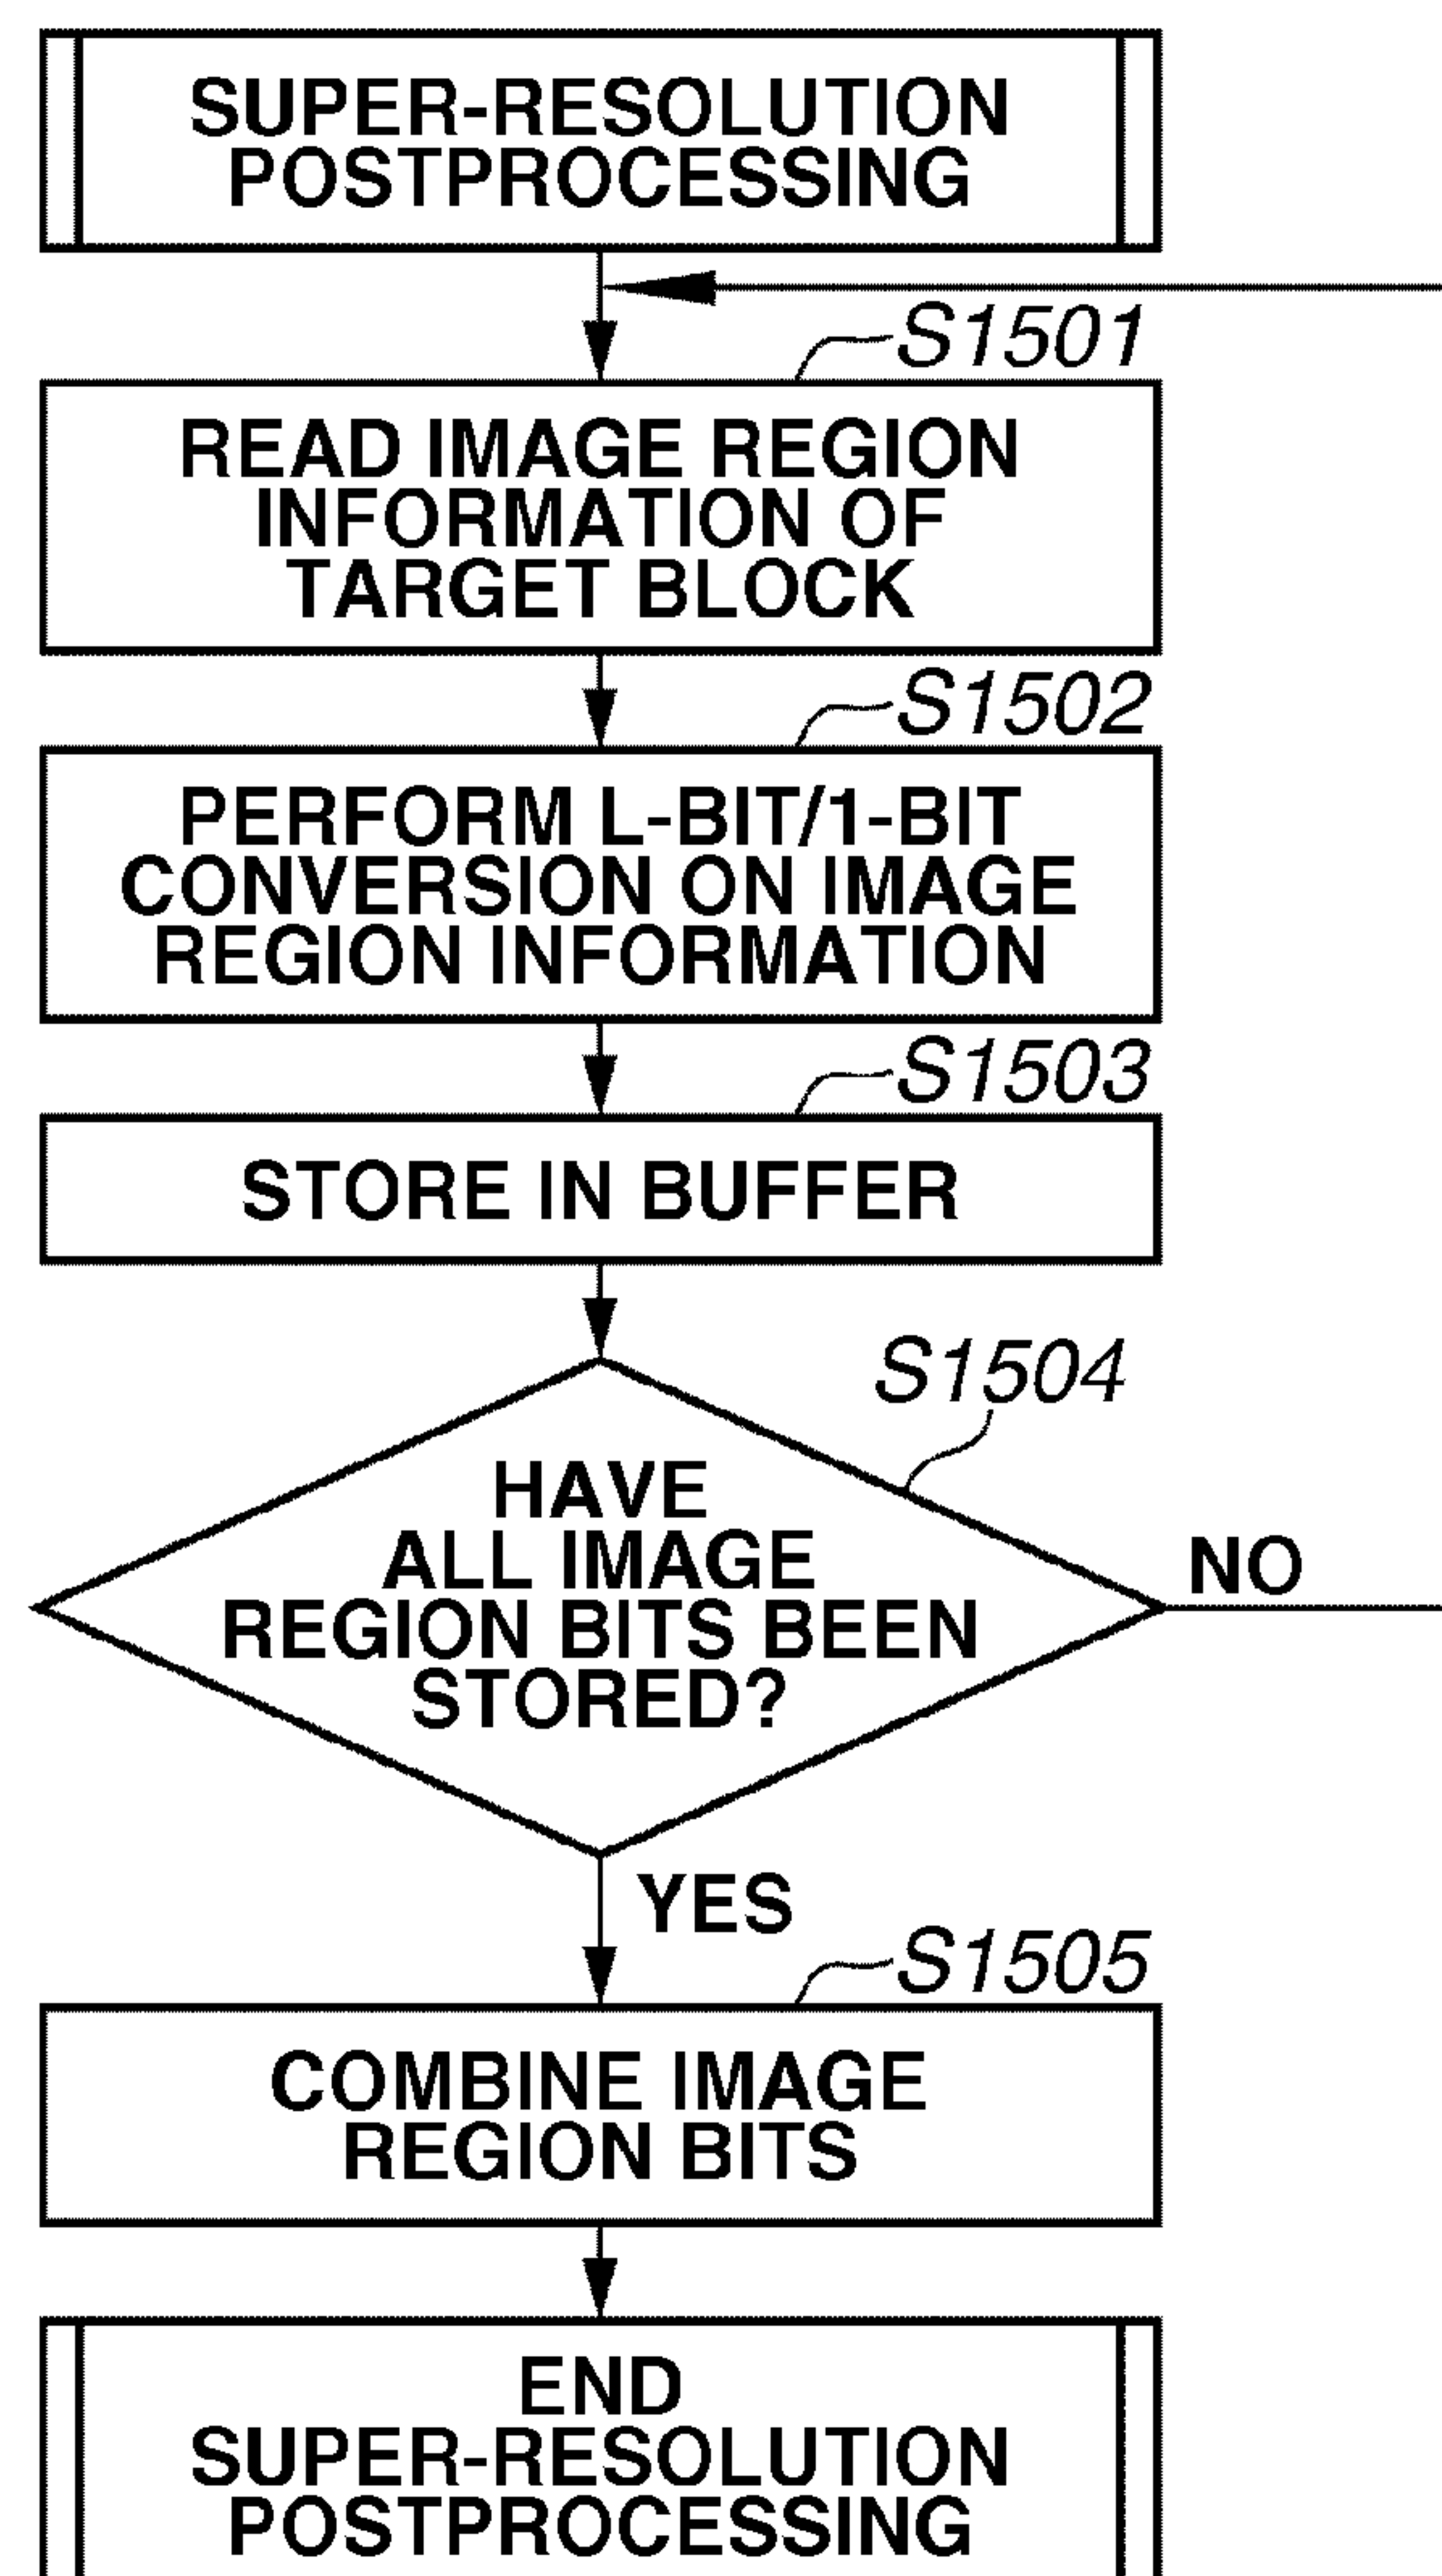 SUPER-RESOLUTION
POSTPROCESSING
S1501
READ IMAGE REGION
INFORMATION OF
TARGET BLOCK
S1502
PERFORM L-BIT/1-BIT
CONVERSION ON IMAGE
REGION INFORMATION
S1503
STORE IN BUFFER
S1504
HAVE
ALL IMAGE
REGION BITS BEEN
STORED?
NO
YES
S1505
COMBINE IMAGE
REGION BITS
END
SUPER-RESOLUTION
POSTPROCESSING